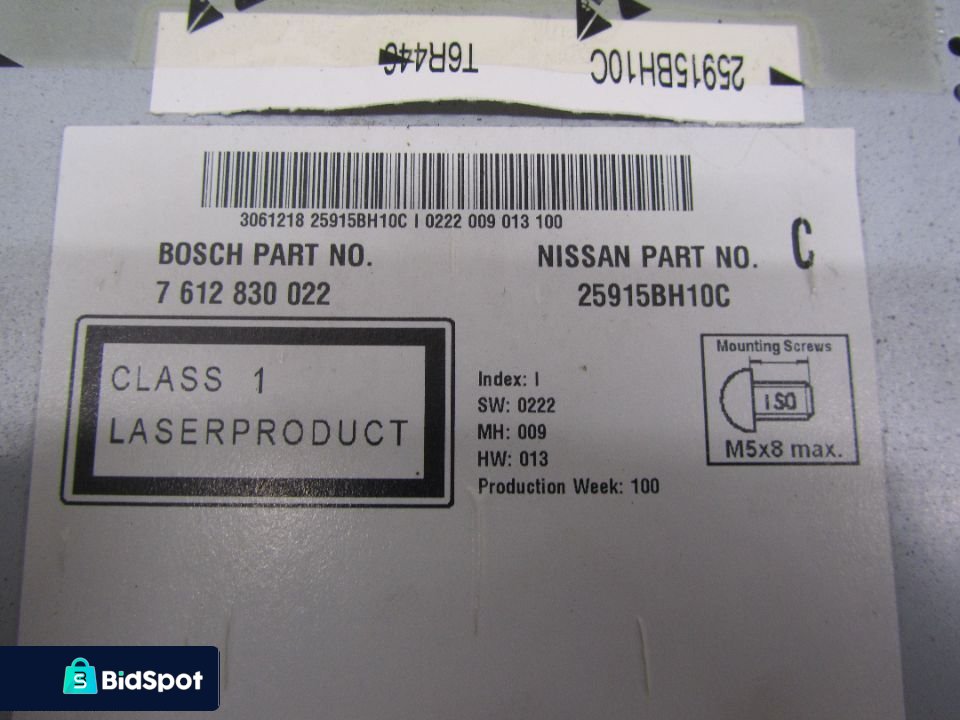 25915BH10C T6R44C
3061218 25915BH10C I 0222 009 013 100
BOSCH PART NO.
7 612 830 022
NISSAN PART NO.
25915BH10C
C
CLASS 1
LASERPRODUCT
Index: I
SW: 0222
MH: 009
HW: 013
Production Week: 100
Mounting Screws
ISO
M5x8 max.
BidSpot